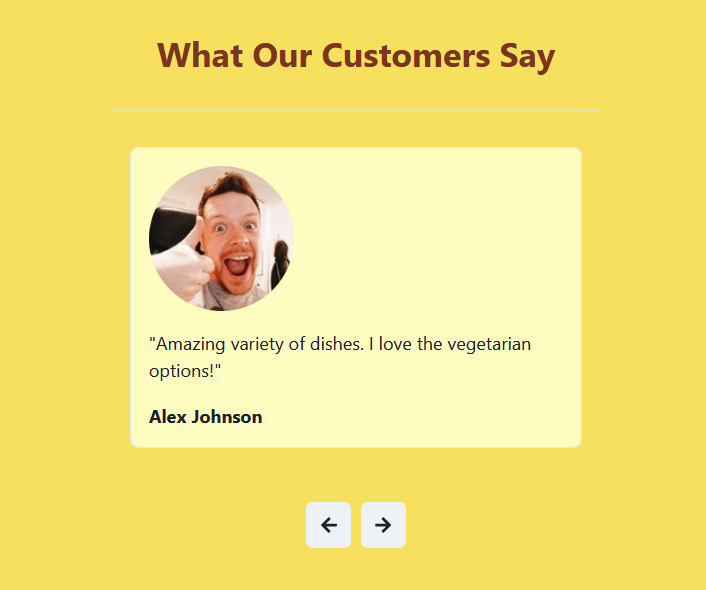 What Our Customers Say
"Amazing variety of dishes. I love the vegetarian
options!"
Alex Johnson